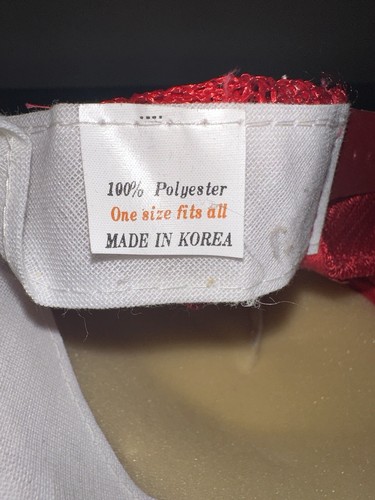 100% Polyester
One size fits all
MADE IN KOREA